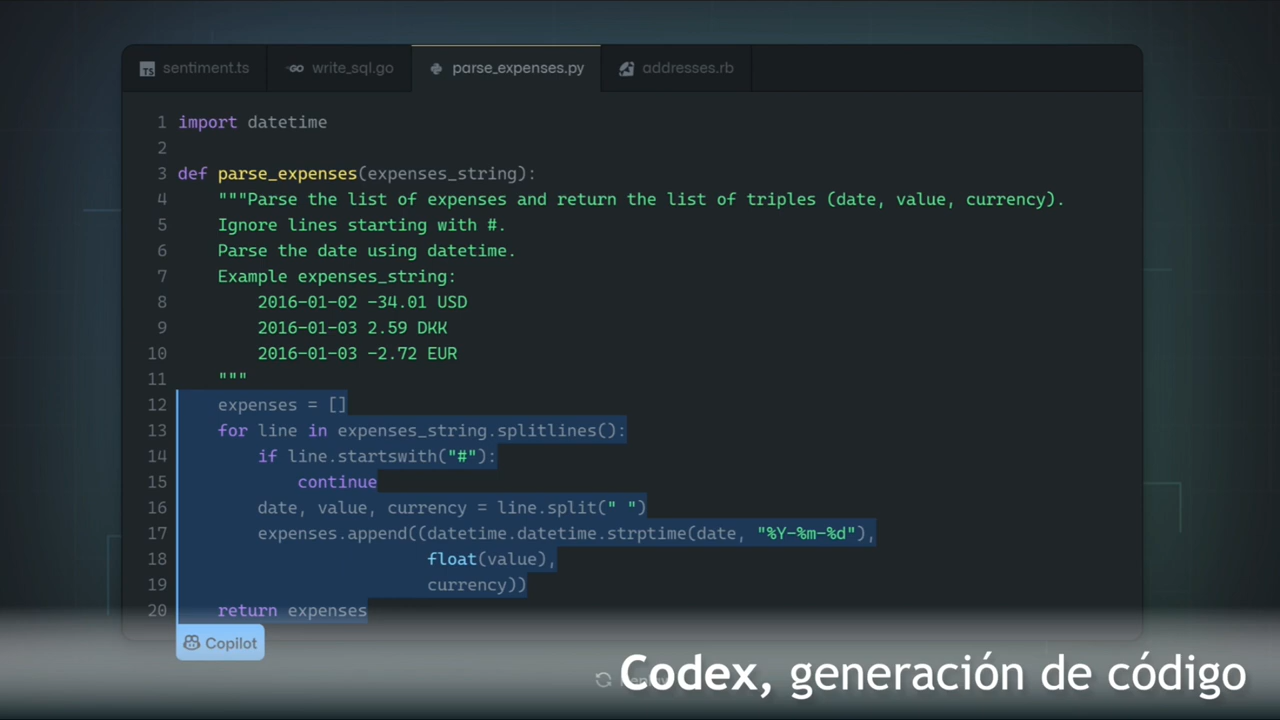 sentiment.ts write_sql.go parse_expenses.py addresses.rb
1 import datetime
2
3 def parse_expenses(expenses_string):
4     """Parse the list of expenses and return the list of triples (date, value, currency).
5     Ignore lines starting with #.
6     Parse the date using datetime.
7     Example expenses_string:
8         2016-01-02 -34.01 USD
9         2016-01-03 2.59 DKK
10         2016-01-03 -2.72 EUR
11     """
12     expenses = []
13     for line in expenses_string.splitlines():
14         if line.startswith("#"):
15             continue
16         date, value, currency = line.split(" ")
17         expenses.append((datetime.datetime.strptime(date, "%Y-%m-%d"),
18                          float(value),
19                          currency))
20     return expenses
Copilot
Codex, generación de código